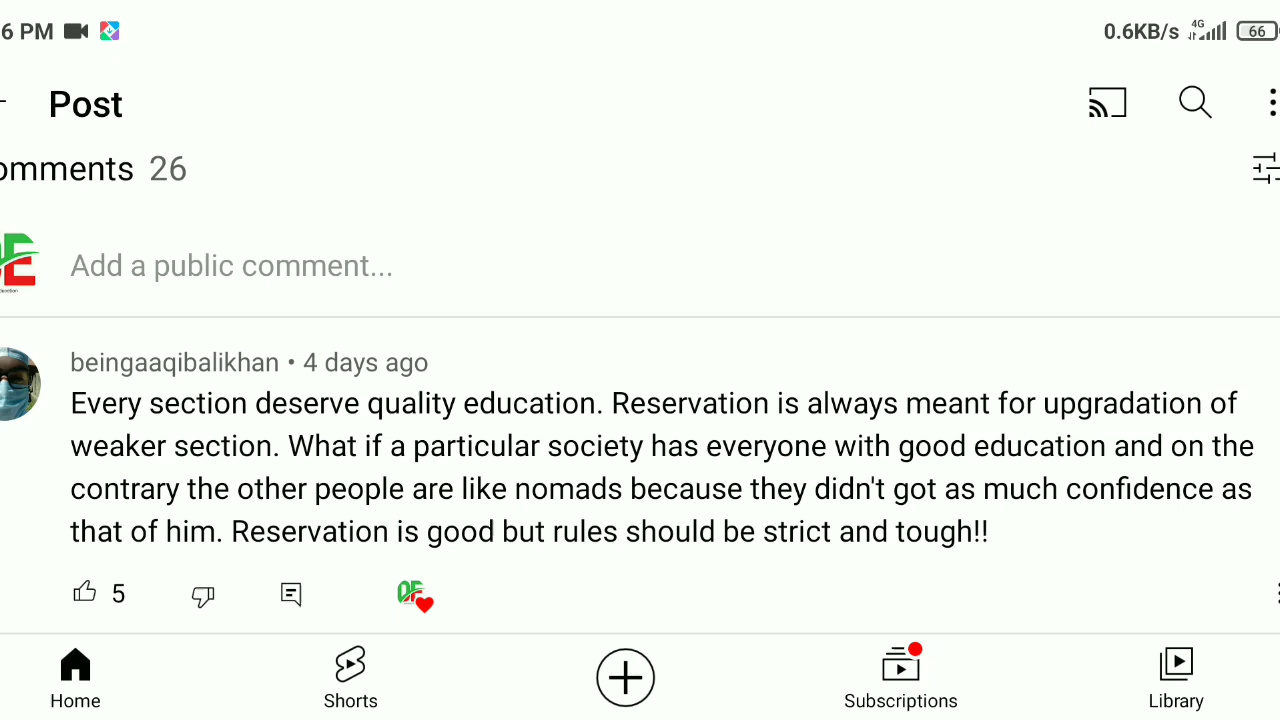 6 PM 0.6KB/s 4G 66
Post
omments 26
Add a public comment...
beingaaqibalikhan • 4 days ago
Every section deserve quality education. Reservation is always meant for upgradation of
weaker section. What if a particular society has everyone with good education and on the
contrary the other people are like nomads because they didn't got as much confidence as
that of him. Reservation is good but rules should be strict and tough!!
5
Home Shorts Subscriptions Library